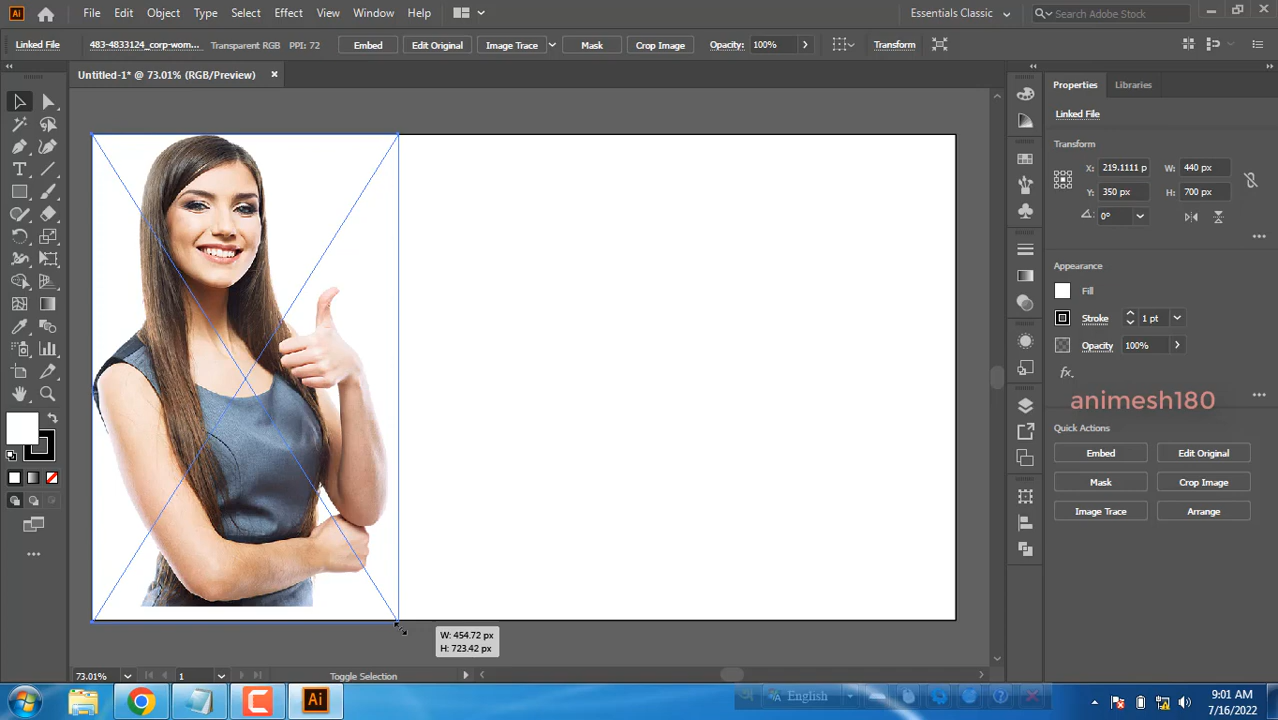 Ai File Edit Object Type Select Effect View Window Help Essentials Classic Search Adobe Stock
Linked File 483-4833124_corp-wom... Transparent RGB PPI: 72 Embed Edit Original Image Trace Mask Crop Image Opacity: 100% Transform
Untitled-1* @ 73.01% (RGB/Preview)
Properties Libraries
Linked File
Transform
X: 219.1111 p W: 440 px
Y: 350 px H: 700 px
0°
Appearance
Fill
Stroke 1 pt
Opacity 100%
fx.
animesh180
Quick Actions
Embed Edit Original
Mask Crop Image
Image Trace Arrange
W: 454.72 px
H: 723.42 px
73.01% 1 Toggle Selection
Ai English 9:01 AM
7/16/2022